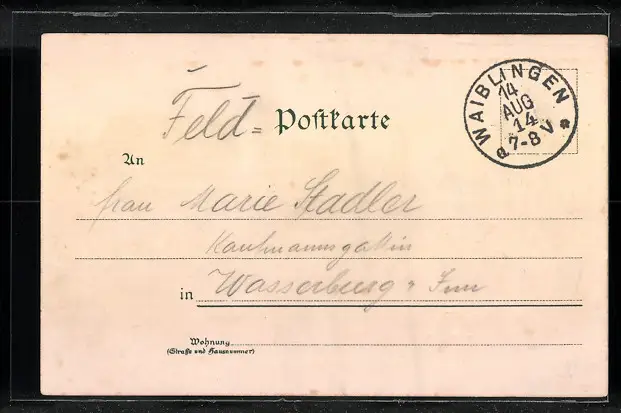 Feld= Postkarte
WAIBLINGEN
14
AUG
14
7-8 V
a
An
Frau Marie Stadler
Kaufmannsgattin
in Wasserburg a Inn
Wohnung
(Straße und Hausnummer)